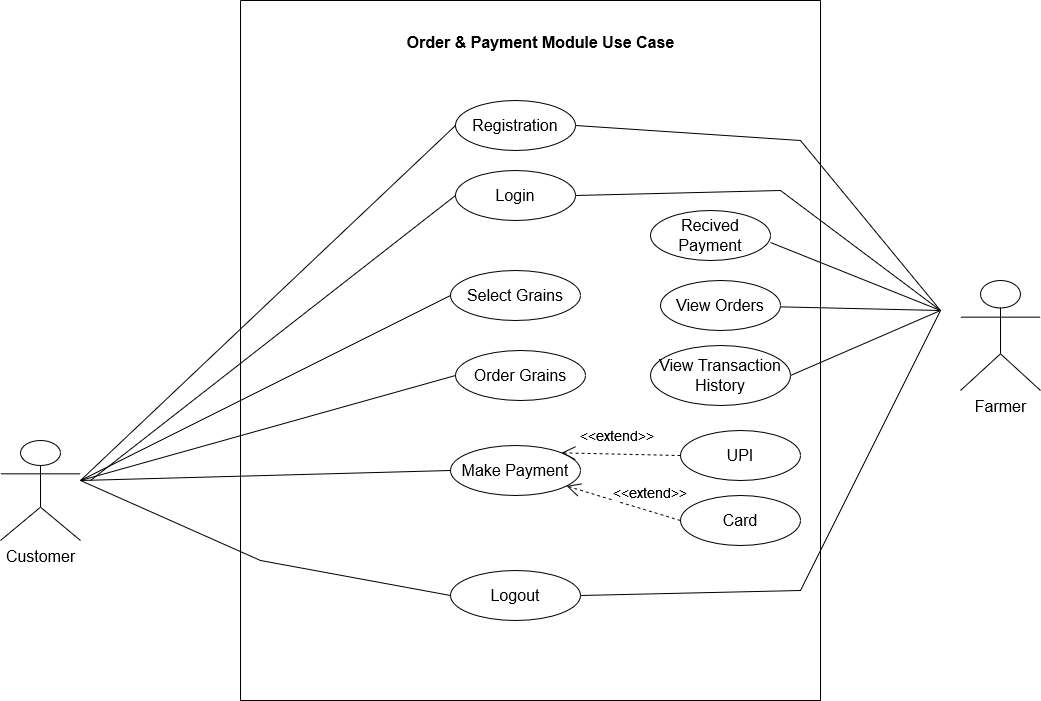 Order & Payment Module Use Case
Registration
Login
Recived
Payment
Select Grains
View Orders
View Transaction
History
Order Grains
Farmer
<<extend>>
UPI
Make Payment
<<extend>>
Card
Customer
Logout